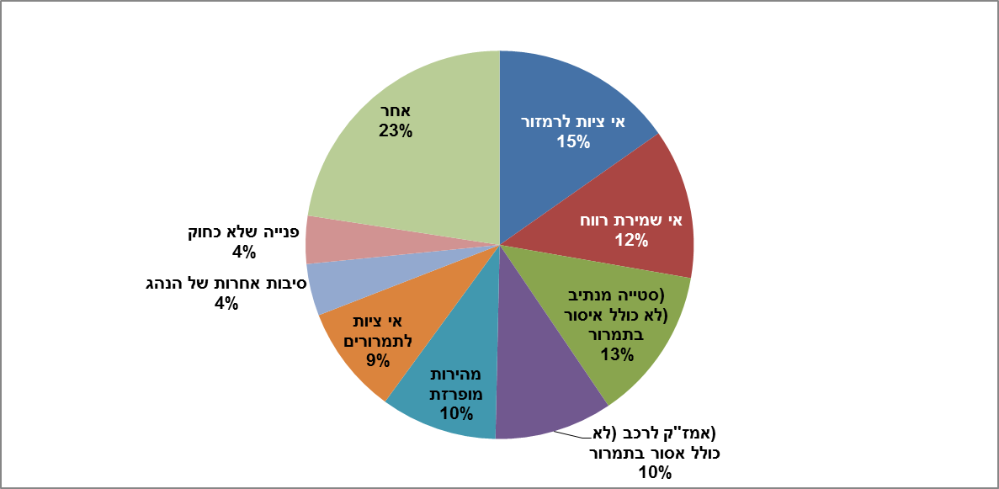 אי ציות לרמזור
15%
אי שמירת רווח
12%
סטייה מנתיב)
לא כולל איסור)
בתמרור
13%
אמז"ק לרכב (לא)
כולל אסור בתמרור
10%
מהירות
מופרזת
10%
אי ציות
לתמרורים
9%
סיבות אחרות של הנהג
4%
פנייה שלא כחוק
4%
אחר
23%